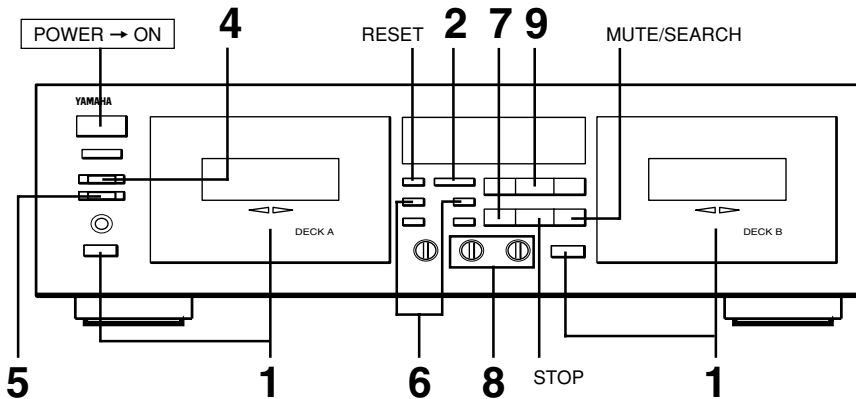 POWER → ON
4
RESET
2
7
9
MUTE/SEARCH
YAMAHA
DECK A
DECK B
5
1
6
8
STOP
1